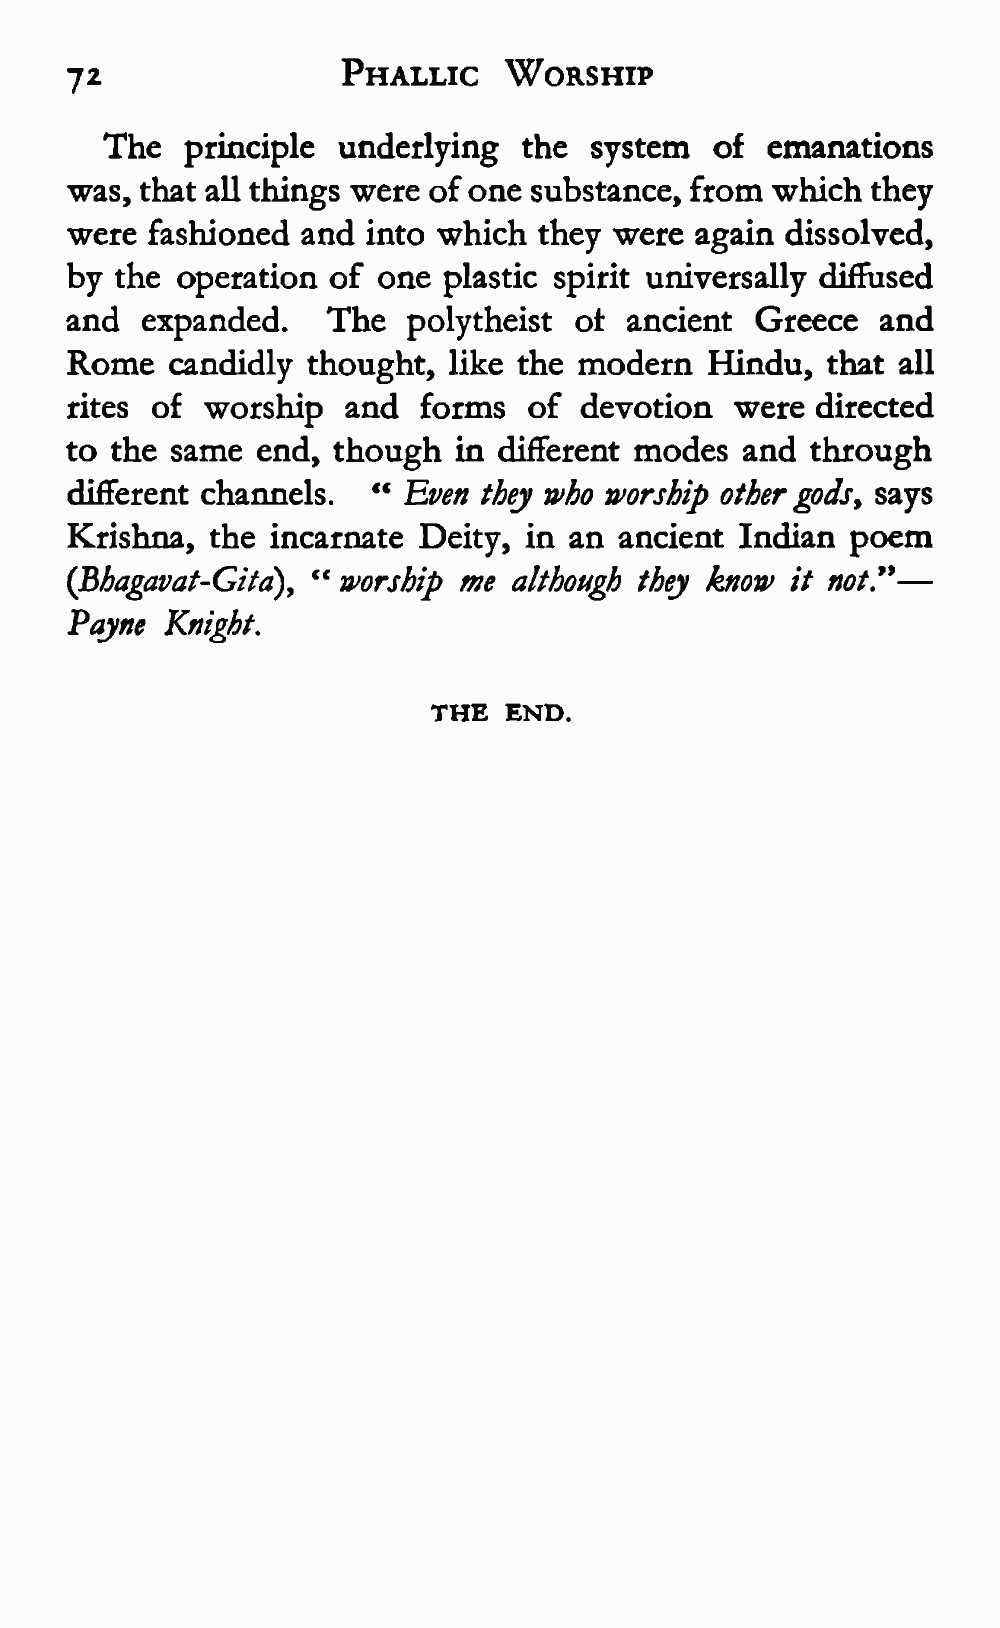 72 Phallic Worship
The principle underlying the system of emanations
was, that all things were of one substance, from which they
were fashioned and into which they were again dissolved,
by the operation of one plastic spirit universally diffused
and expanded. The polytheist of ancient Greece and
Rome candidly thought, like the modern Hindu, that all
rites of worship and forms of devotion were directed
to the same end, though in different modes and through
different channels. “ Even they who worship other gods, says
Krishna, the incarnate Deity, in an ancient Indian poem
(Bhagavat-Gita), “ worship me although they know it not.”—
Payne Knight.
THE END.